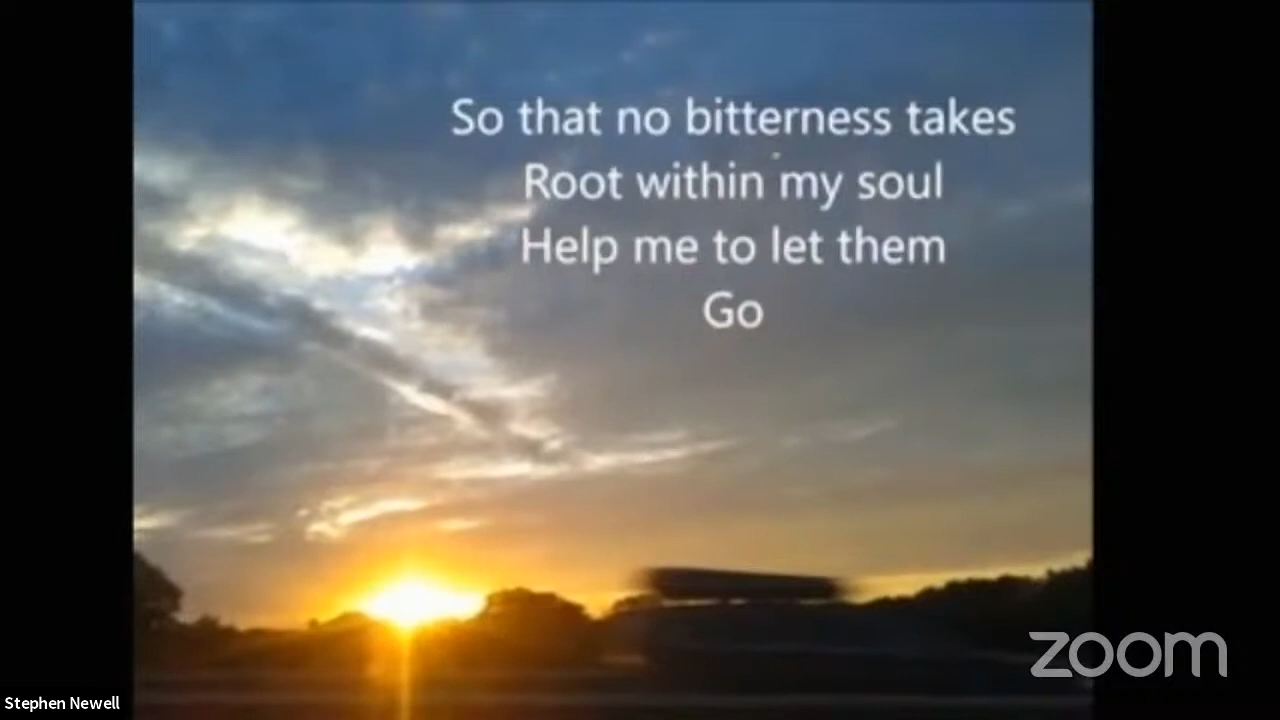 So that no bitterness takes
Root within my soul
Help me to let them
Go
zoom
Stephen Newell